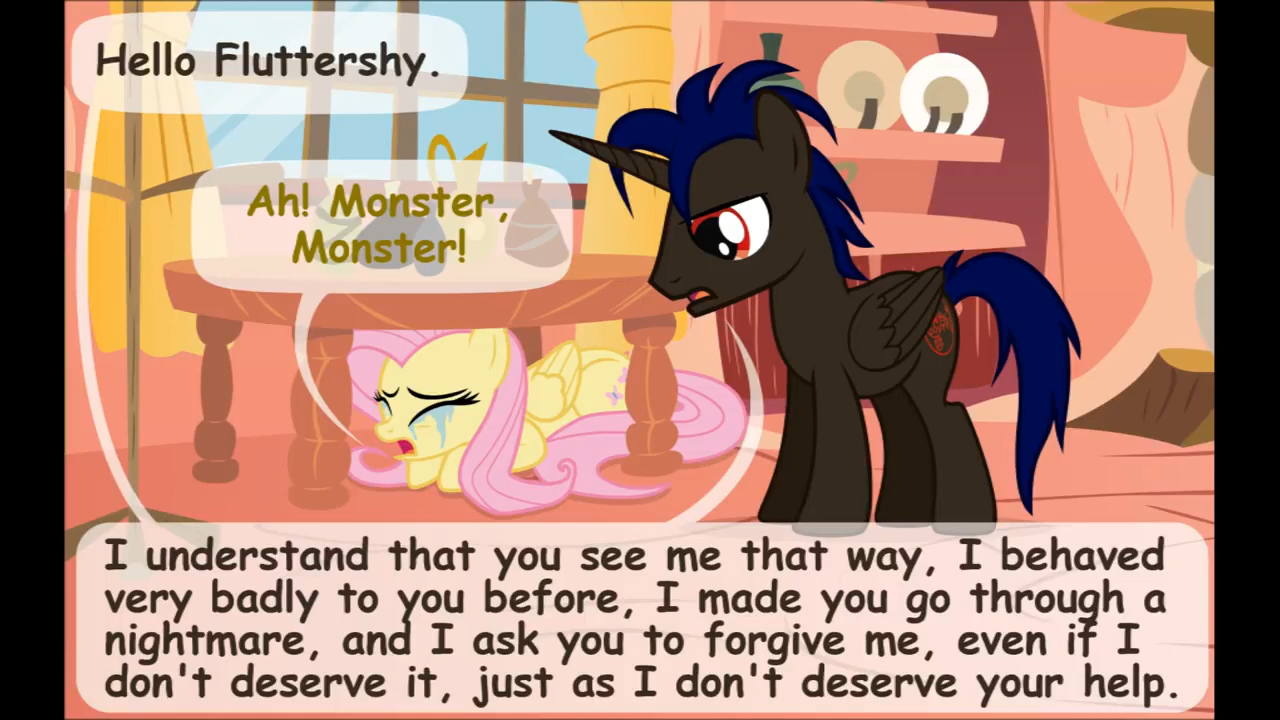 Hello Fluttershy.
Ah! Monster,
Monster!
I understand that you see me that way, I behaved
very badly to you before, I made you go through a
nightmare, and I ask you to forgive me, even if I
don't deserve it, just as I don't deserve your help.